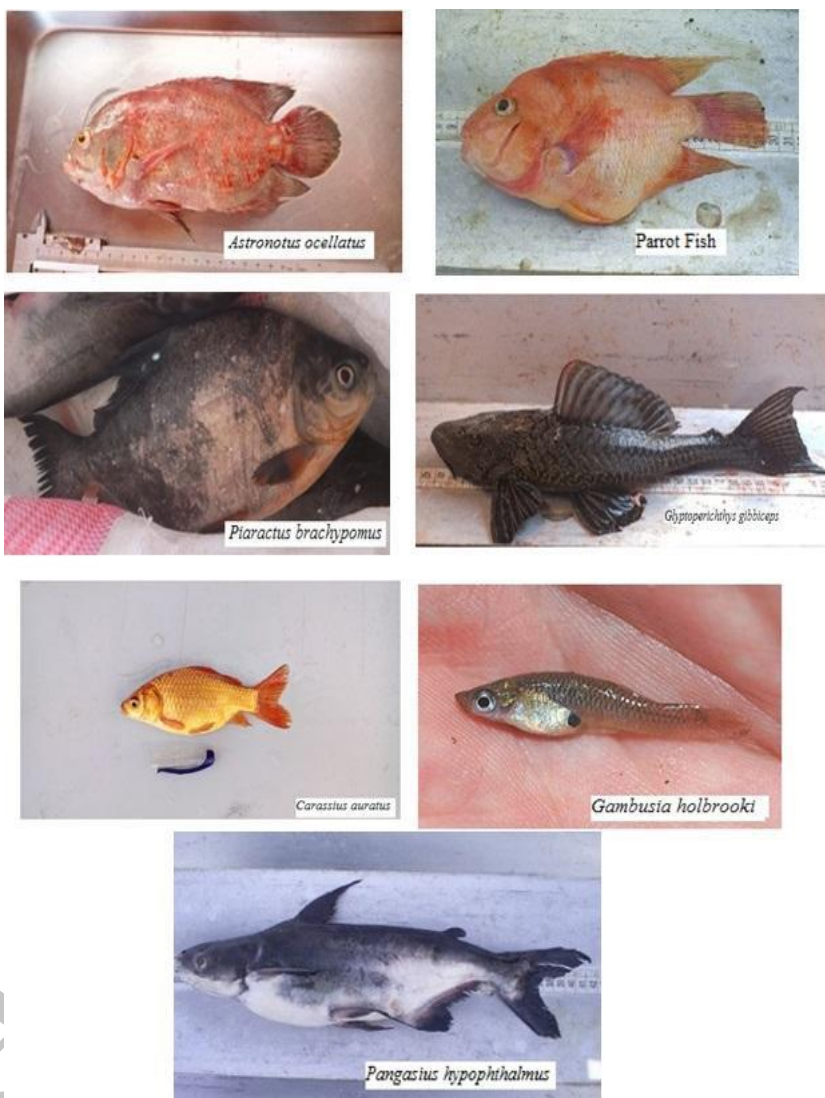 Astronotus ocellatus
Parrot Fish
Piaractus brachypomus
Glyptoperichthys gibbiceps
Carassius auratus
Gambusia holbrooki
Pangasius hypophthalmus